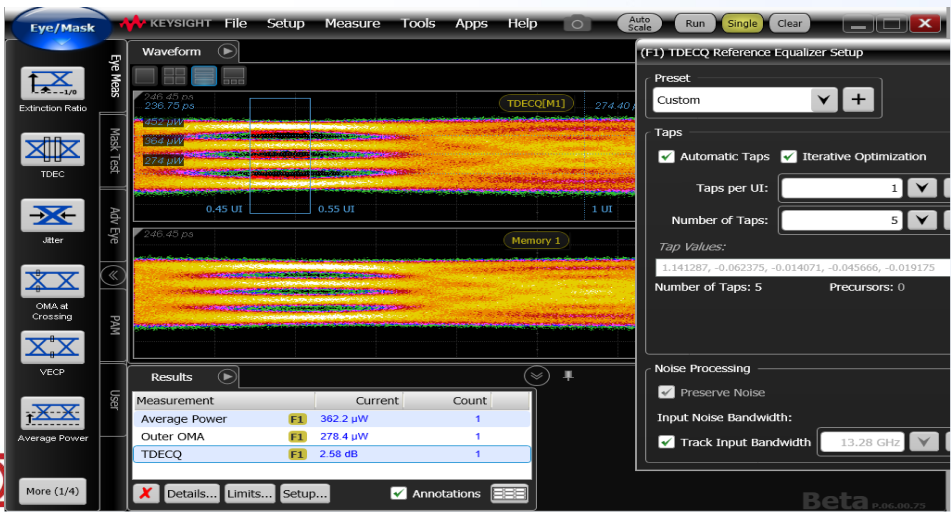 Eye/Mask
KEYSIGHT File Setup Measure Tools Apps Help Auto Scale Run Single Clear X
Extinction Ratio
TDEC
Jitter
OMA at
Crossing
VECP
Average Power
More (1/4)
Eye Meas
Mask Test
Adv Eye
PAM
User
Waveform
246.45 ps
236.75 ps
TDECQ[M1]
274.40
452 µW
364 µW
274 µW
0.45 UI
0.55 UI
1 UI
246.45 ps
Memory 1
Results
Measurement Current Count
Average Power F1 362.2 µW 1
Outer OMA F1 278.4 µW 1
TDECQ F1 2.58 dB 1
Details... Limits... Setup... Annotations
(F1) TDECQ Reference Equalizer Setup
Preset
Custom
Taps
Automatic Taps Iterative Optimization
Taps per UI: 1
Number of Taps: 5
Tap Values:
1.141287, -0.062375, -0.014071, -0.045666, -0.019175
Number of Taps: 5 Precursors: 0
Noise Processing
Preserve Noise
Input Noise Bandwidth:
Track Input Bandwidth 13.28 GHz
Beta P.06.00.75